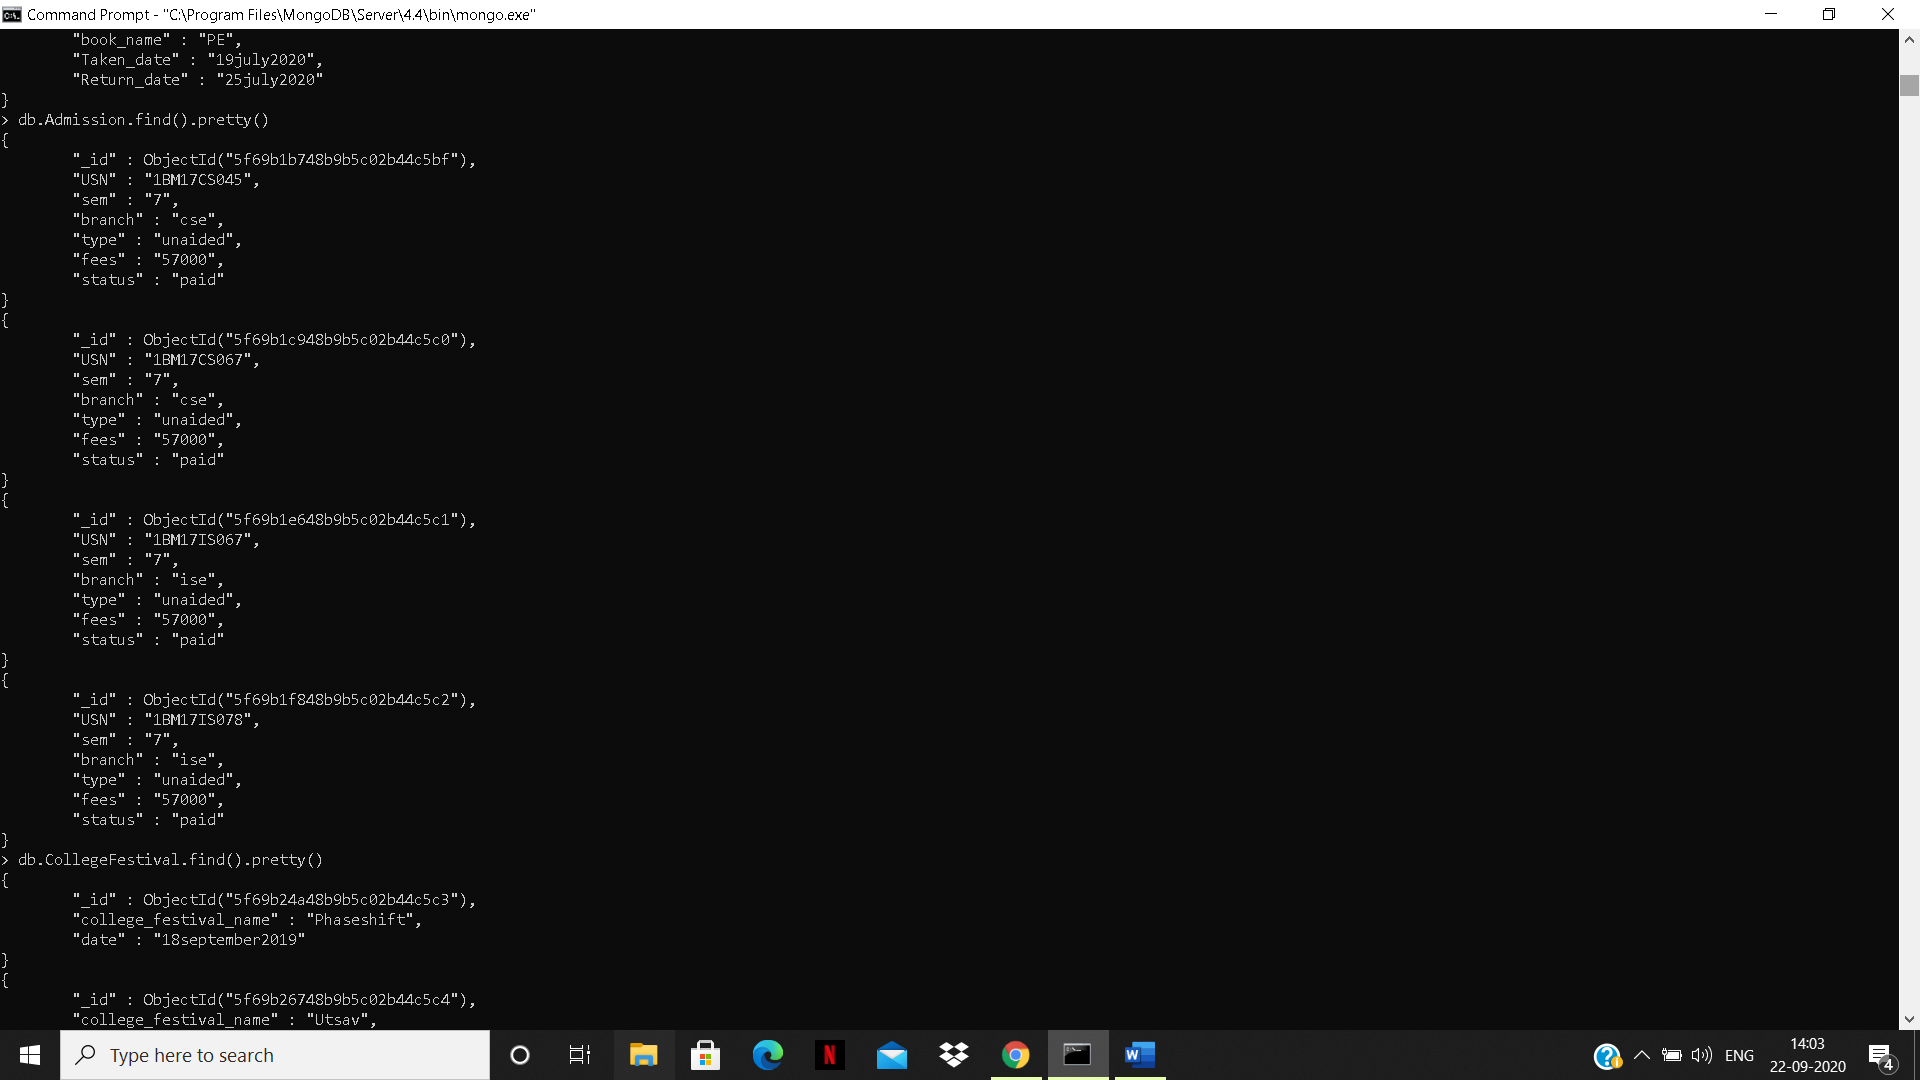 Command Prompt - "C:\Program Files\MongoDB\Server\4.4\bin\mongo.exe"
"book_name" : "PE",
"Taken_date" : "19july2020",
"Return_date" : "25july2020"
}
> db.Admission.find().pretty()
{
"_id" : ObjectId("5f69b1b748b9b5c02b44c5bf"),
"USN" : "1BM17CS045",
"sem" : "7",
"branch" : "cse",
"type" : "unaided",
"fees" : "57000",
"status" : "paid"
}
{
"_id" : ObjectId("5f69b1c948b9b5c02b44c5c0"),
"USN" : "1BM17CS067",
"sem" : "7",
"branch" : "cse",
"type" : "unaided",
"fees" : "57000",
"status" : "paid"
}
{
"_id" : ObjectId("5f69b1e648b9b5c02b44c5c1"),
"USN" : "1BM17IS067",
"sem" : "7",
"branch" : "ise",
"type" : "unaided",
"fees" : "57000",
"status" : "paid"
}
{
"_id" : ObjectId("5f69b1f848b9b5c02b44c5c2"),
"USN" : "1BM17IS078",
"sem" : "7",
"branch" : "ise",
"type" : "unaided",
"fees" : "57000",
"status" : "paid"
}
> db.CollegeFestival.find().pretty()
{
"_id" : ObjectId("5f69b24a48b9b5c02b44c5c3"),
"college_festival_name" : "Phaseshift",
"date" : "18september2019"
}
{
"_id" : ObjectId("5f69b26748b9b5c02b44c5c4"),
"college_festival_name" : "Utsav",
Type here to search
ENG
14:03
22-09-2020
4